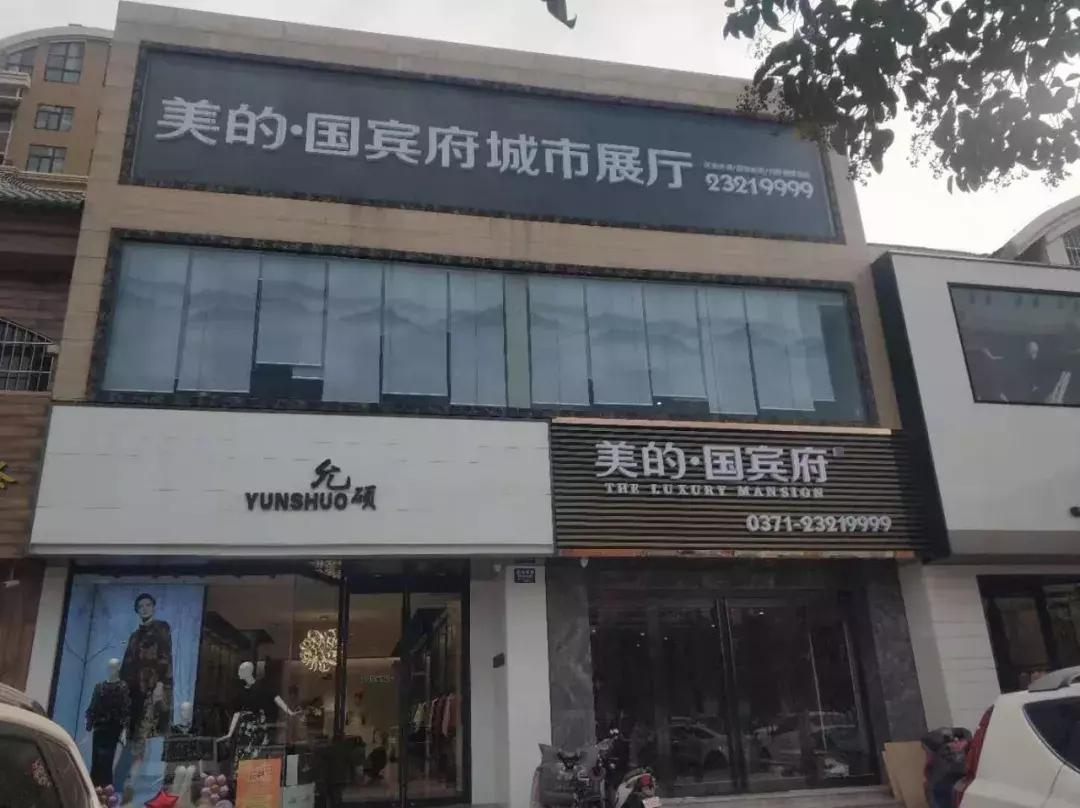 美的·国宾府城市展厅
23219999
允硕
YUNSHUO
美的·国宾府
THE LUXURY MANSION
0371-23219999